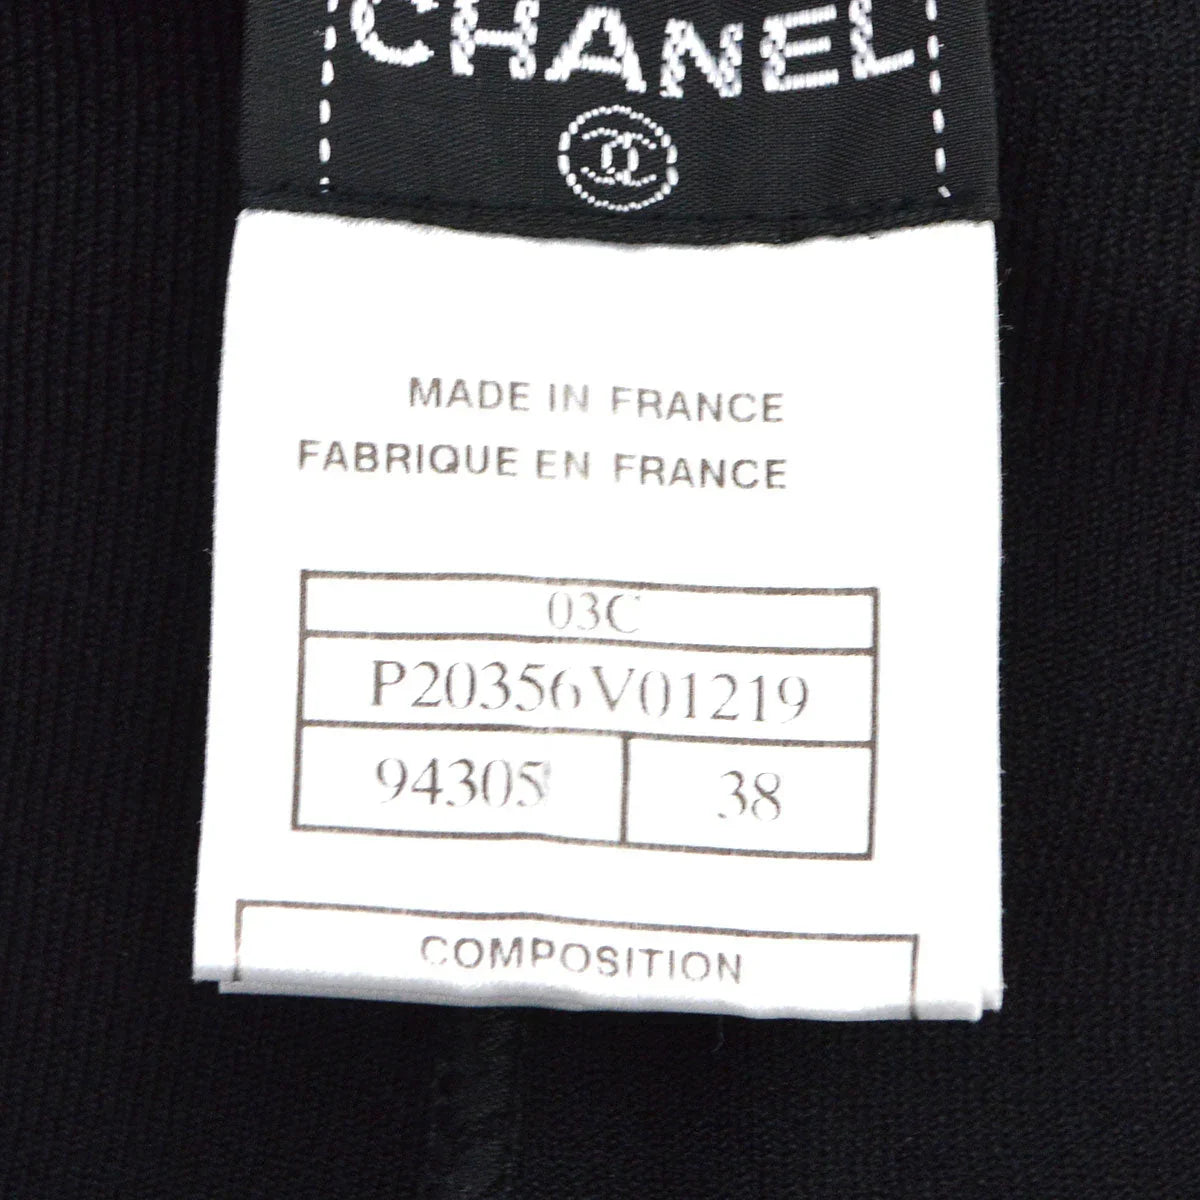 CHANEL
MADE IN FRANCE
FABRIQUE EN FRANCE
03C
P20356V01219
94305 38
COMPOSITION